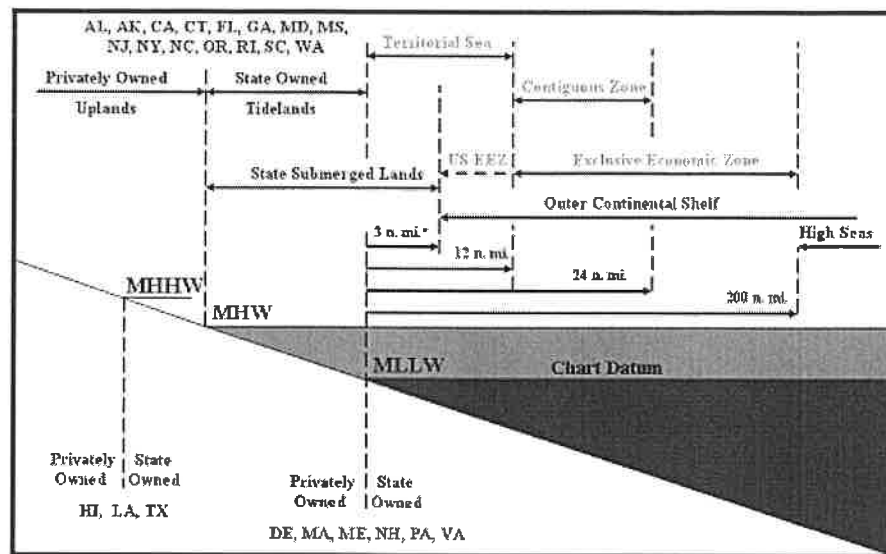 AL, AK, CA, CT, FL, GA, MD, MS,
NJ, NY, NC, OR, RI, SC, WA
Territorial Sea
Privately Owned
Uplands
State Owned
Tidelands
Contiguous Zone
State Submerged Lands
US EEZ
Exclusive Economic Zone
Outer Continental Shelf
3 n. mi.*
High Seas
12 n. mi.
24 n. mi.
200 n. mi.
MHHW
MHW
MLLW
Chart Datum
Privately
Owned
State
Owned
HI, LA, TX
Privately
Owned
State
Owned
DE, MA, ME, NH, PA, VA